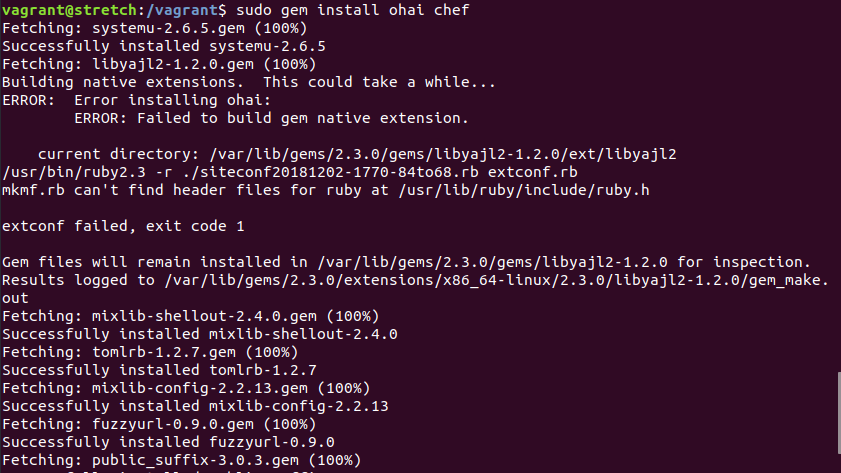 vagrant@stretch:/vagrant$ sudo gem install ohai chef
Fetching: systemu-2.6.5.gem (100%)
Successfully installed systemu-2.6.5
Fetching: libyajl2-1.2.0.gem (100%)
Building native extensions.  This could take a while...
ERROR:  Error installing ohai:
        ERROR: Failed to build gem native extension.
    current directory: /var/lib/gems/2.3.0/gems/libyajl2-1.2.0/ext/libyajl2
/usr/bin/ruby2.3 -r ./siteconf20181202-1770-84to68.rb extconf.rb
mkmf.rb can't find header files for ruby at /usr/lib/ruby/include/ruby.h
extconf failed, exit code 1
Gem files will remain installed in /var/lib/gems/2.3.0/gems/libyajl2-1.2.0 for inspection.
Results logged to /var/lib/gems/2.3.0/extensions/x86_64-linux/2.3.0/libyajl2-1.2.0/gem_make.
out
Fetching: mixlib-shellout-2.4.0.gem (100%)
Successfully installed mixlib-shellout-2.4.0
Fetching: tomlrb-1.2.7.gem (100%)
Successfully installed tomlrb-1.2.7
Fetching: mixlib-config-2.2.13.gem (100%)
Successfully installed mixlib-config-2.2.13
Fetching: fuzzyurl-0.9.0.gem (100%)
Successfully installed fuzzyurl-0.9.0
Fetching: public_suffix-3.0.3.gem (100%)